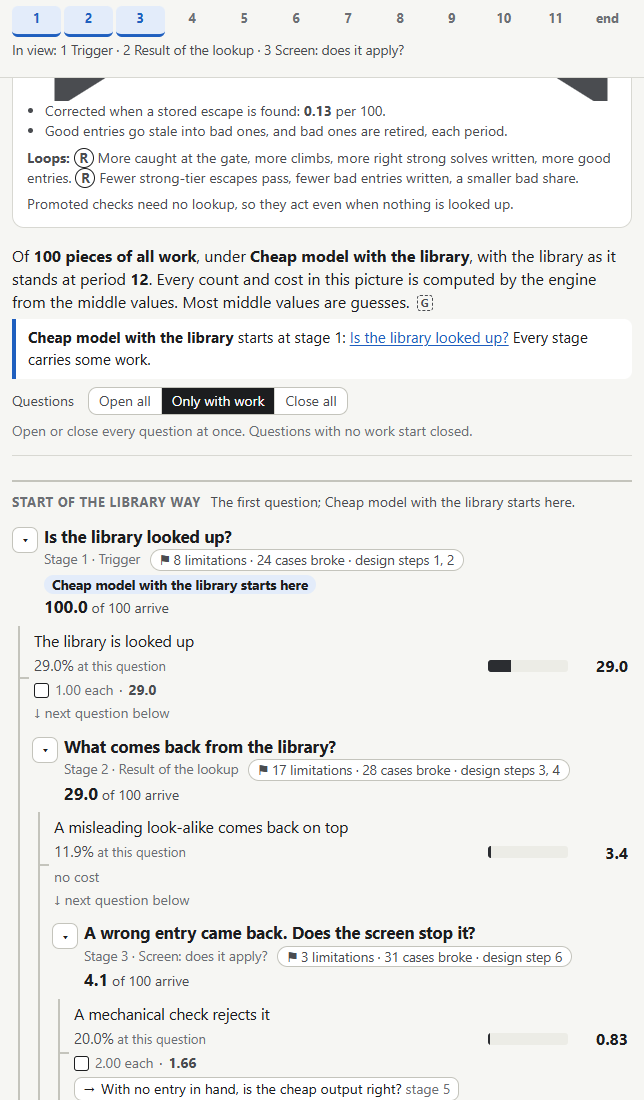 1 2 3 4 5 6 7 8 9 10 11 end
In view: 1 Trigger · 2 Result of the lookup · 3 Screen: does it apply?
• Corrected when a stored escape is found: 0.13 per 100.
• Good entries go stale into bad ones, and bad ones are retired, each period.
Loops: R More caught at the gate, more climbs, more right strong solves written, more good
entries. R Fewer strong-tier escapes pass, fewer bad entries written, a smaller bad share.
Promoted checks need no lookup, so they act even when nothing is looked up.
Of 100 pieces of all work, under Cheap model with the library, with the library as it
stands at period 12. Every count and cost in this picture is computed by the engine
from the middle values. Most middle values are guesses. G
Cheap model with the library starts at stage 1: Is the library looked up? Every stage
carries some work.
Questions Open all Only with work Close all
Open or close every question at once. Questions with no work start closed.
START OF THE LIBRARY WAY The first question; Cheap model with the library starts here.
Is the library looked up?
Stage 1 · Trigger ⚑ 8 limitations · 24 cases broke · design steps 1, 2
Cheap model with the library starts here
100.0 of 100 arrive
The library is looked up
29.0% at this question 29.0
1.00 each · 29.0
↓ next question below
What comes back from the library?
Stage 2 · Result of the lookup ⚑ 17 limitations · 28 cases broke · design steps 3, 4
29.0 of 100 arrive
A misleading look-alike comes back on top
11.9% at this question 3.4
no cost
↓ next question below
A wrong entry came back. Does the screen stop it?
Stage 3 · Screen: does it apply? ⚑ 3 limitations · 31 cases broke · design step 6
4.1 of 100 arrive
A mechanical check rejects it
20.0% at this question 0.83
2.00 each · 1.66
→ With no entry in hand, is the cheap output right? stage 5